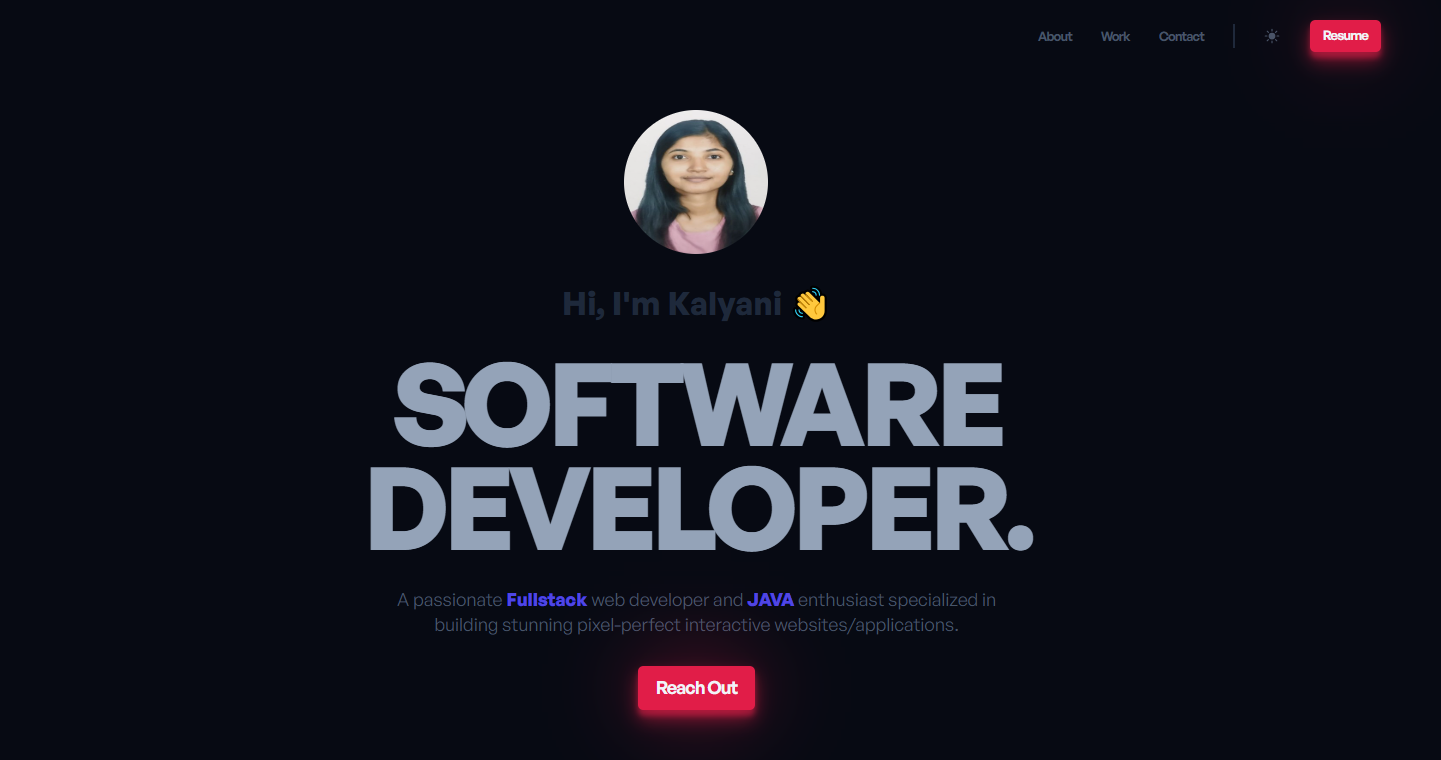 About Work Contact Resume
Hi, I'm Kalyani 👋
SOFTWARE
DEVELOPER.
A passionate Fullstack web developer and JAVA enthusiast specialized in
building stunning pixel-perfect interactive websites/applications.
Reach Out